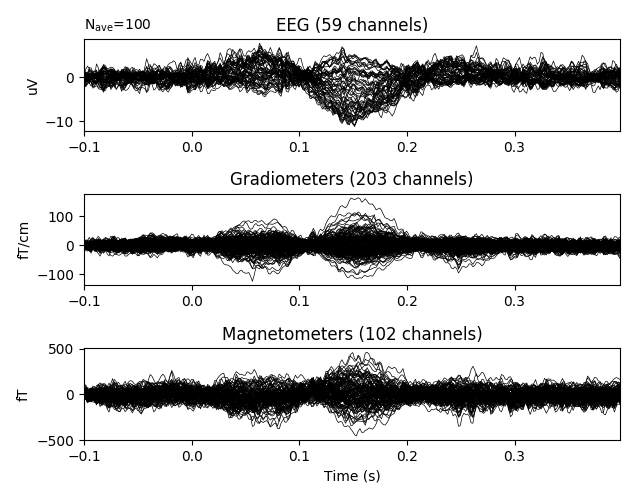 N_ave=100
EEG (59 channels)
uV
0
−10
−0.1 0.0 0.1 0.2 0.3
Gradiometers (203 channels)
fT/cm
100
0
−100
−0.1 0.0 0.1 0.2 0.3
Magnetometers (102 channels)
fT
500
0
−500
−0.1 0.0 0.1 0.2 0.3
Time (s)